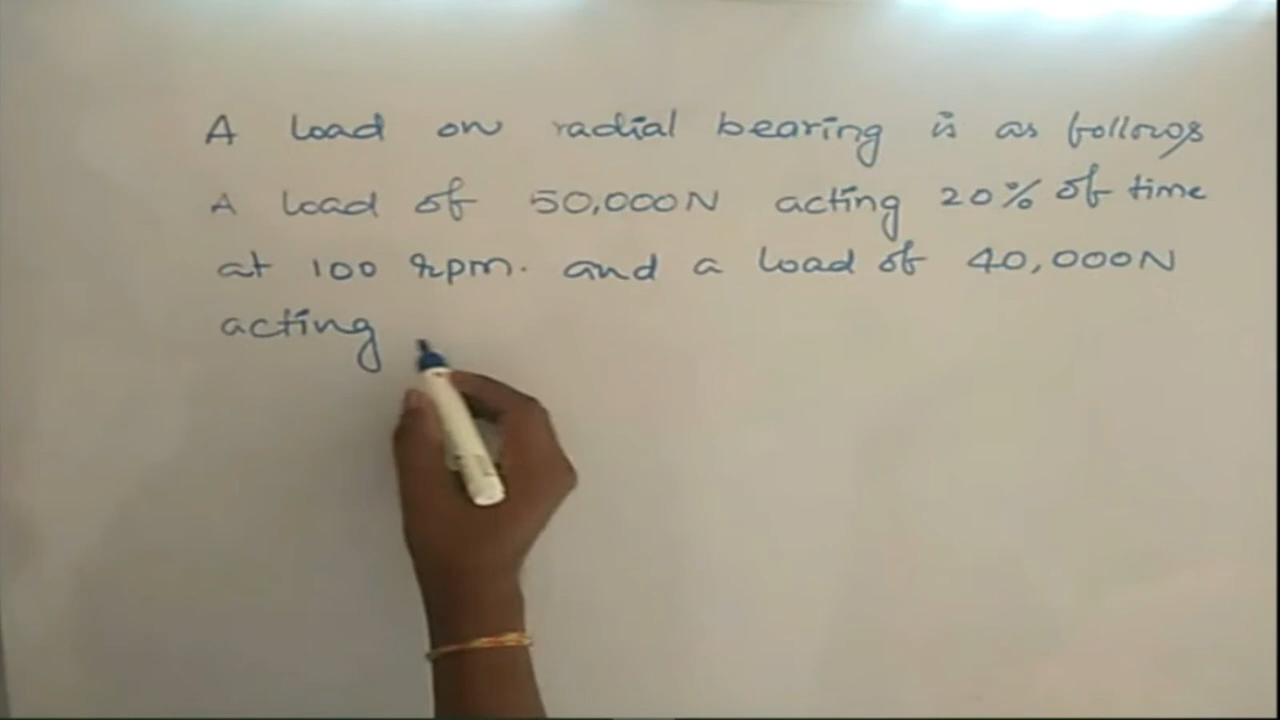 A load on radial bearing is as follows
A load of 50,000N acting 20% of time
at 100 rpm. and a load of 40,000N
acting